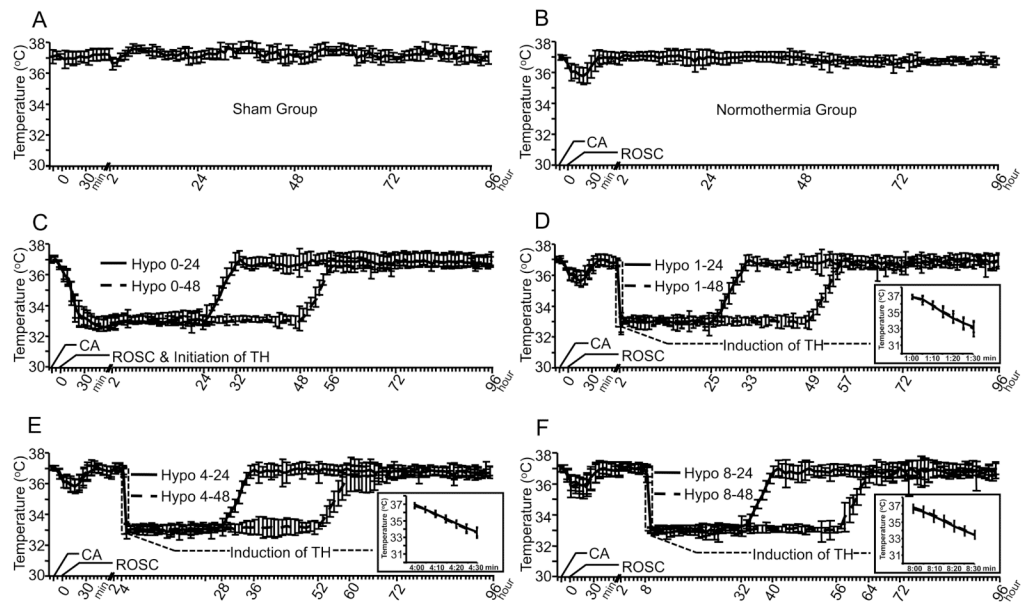 A
Temperature (°C)
38
37
36
34
32
30
Sham Group
0
30
min
2
24
48
72
96
hour
B
Temperature (°C)
38
36
34
32
30
Normothermia Group
CA
ROSC
0
30
min
2
24
48
72
96
hour
C
Temperature (°C)
38
36
34
32
30
Hypo 0-24
Hypo 0-48
CA
ROSC & Initiation of TH
0
30
min
2
24
32
48
56
72
96
hour
D
Temperature (°C)
38
36
34
32
30
Hypo 1-24
Hypo 1-48
CA
ROSC
Induction of TH
0
30
min
2
25
33
49
57
72
96
hour
Temperature (°C)
37
35
33
31
1:00 1:10 1:20 1:30 min
E
Temperature (°C)
38
36
34
32
30
Hypo 4-24
Hypo 4-48
CA
ROSC
Induction of TH
0
30
min
2
4
28
36
52
60
72
96
hour
Temperature (°C)
37
35
33
31
4:00 4:10 4:20 4:30 min
F
Temperature (°C)
38
36
34
32
30
Hypo 8-24
Hypo 8-48
CA
ROSC
Induction of TH
0
30
min
2
8
32
40
56
64
72
96
hour
Temperature (°C)
37
35
33
31
8:00 8:10 8:20 8:30 min